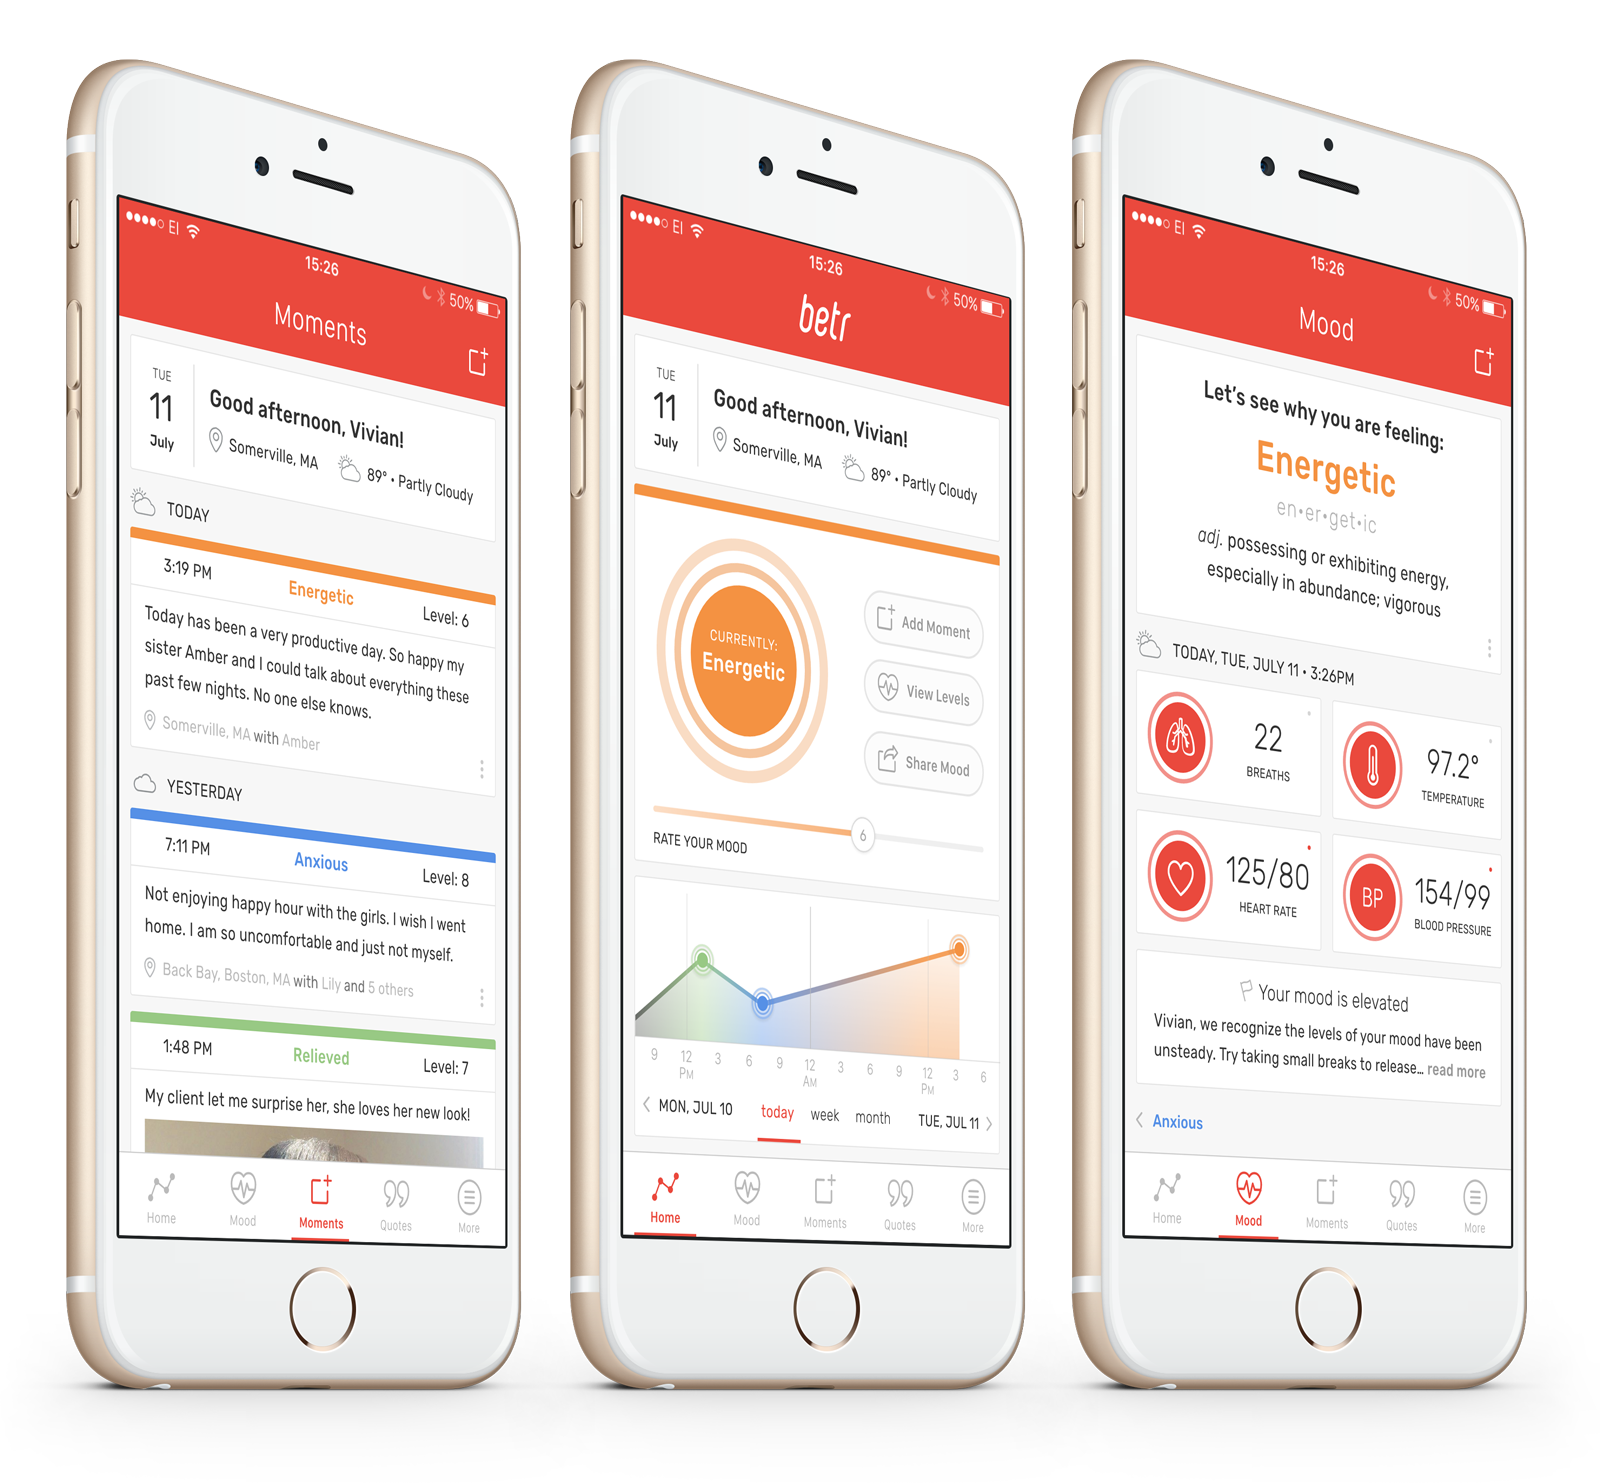 EI
15:26
50%
Moments
TUE
11
July
Good afternoon, Vivian!
Somerville, MA
89° • Partly Cloudy
TODAY
3:19 PM
Energetic
Level: 6
Today has been a very productive day. So happy my
sister Amber and I could talk about everything these
past few nights. No one else knows.
Somerville, MA with Amber
YESTERDAY
7:11 PM
Anxious
Level: 8
Not enjoying happy hour with the girls. I wish I went
home. I am so uncomfortable and just not myself.
Back Bay, Boston, MA with Lily and 5 others
1:48 PM
Relieved
Level: 7
My client let me surprise her, she loves her new look!
Home
Mood
Moments
Quotes
More
EI
15:26
50%
betr
TUE
11
July
Good afternoon, Vivian!
Somerville, MA
89° • Partly Cloudy
CURRENTLY:
Energetic
Add Moment
View Levels
Share Mood
6
RATE YOUR MOOD
9 12 3 6 9 12 3 6 9 12 3 6
PM AM PM
MON, JUL 10
today
week
month
TUE, JUL 11
Home
Mood
Moments
Quotes
More
EI
15:26
50%
Mood
Let's see why you are feeling:
Energetic
en•er•get•ic
adj. possessing or exhibiting energy,
especially in abundance; vigorous
TODAY, TUE, JULY 11 • 3:26PM
22
BREATHS
97.2°
TEMPERATURE
125/80
HEART RATE
BP
154/99
BLOOD PRESSURE
Your mood is elevated
Vivian, we recognize the levels of your mood have been
unsteady. Try taking small breaks to release... read more
Anxious
Home
Mood
Moments
Quotes
More